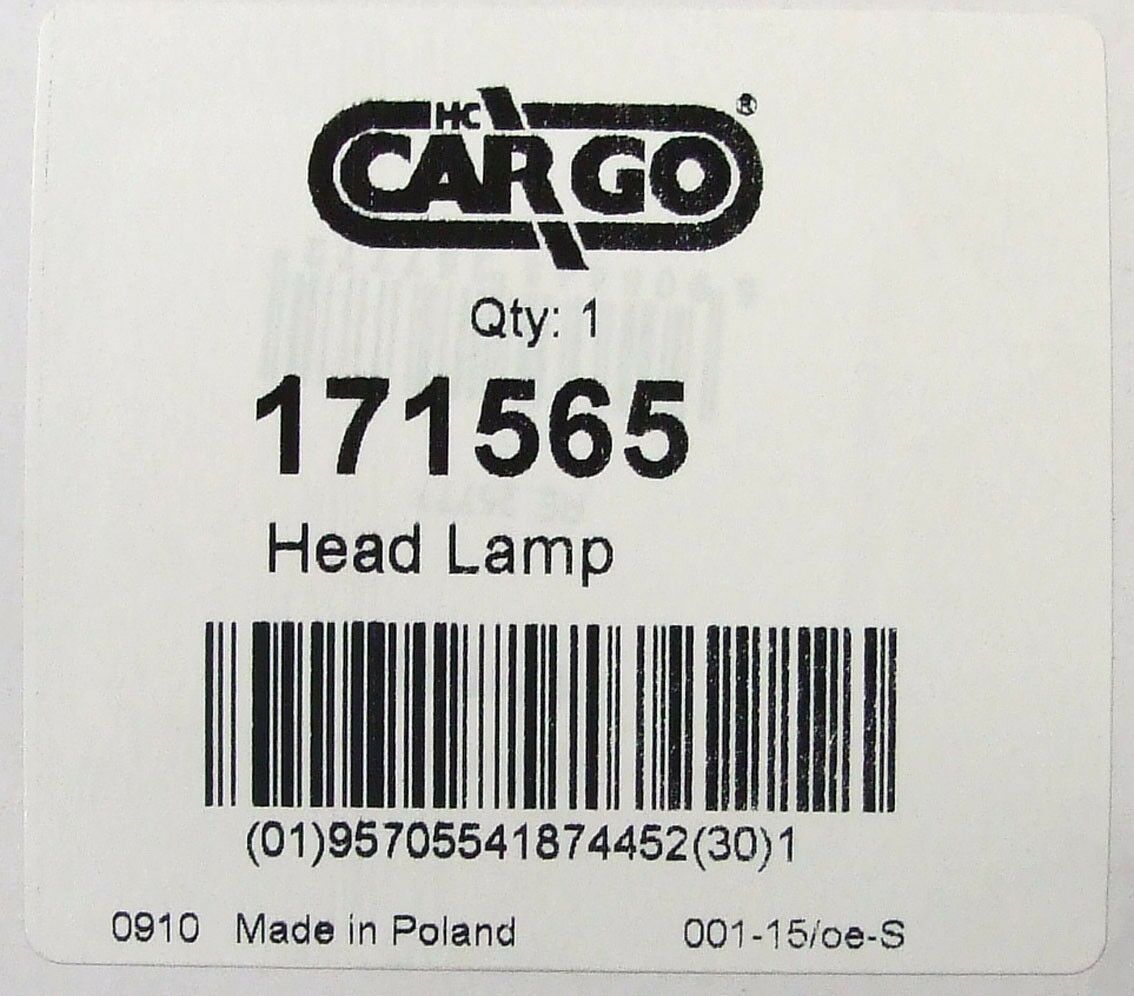 HC
CARGO®
Qty: 1
171565
Head Lamp
(01)95705541874452(30)1
0910 Made in Poland 001-15/oe-S